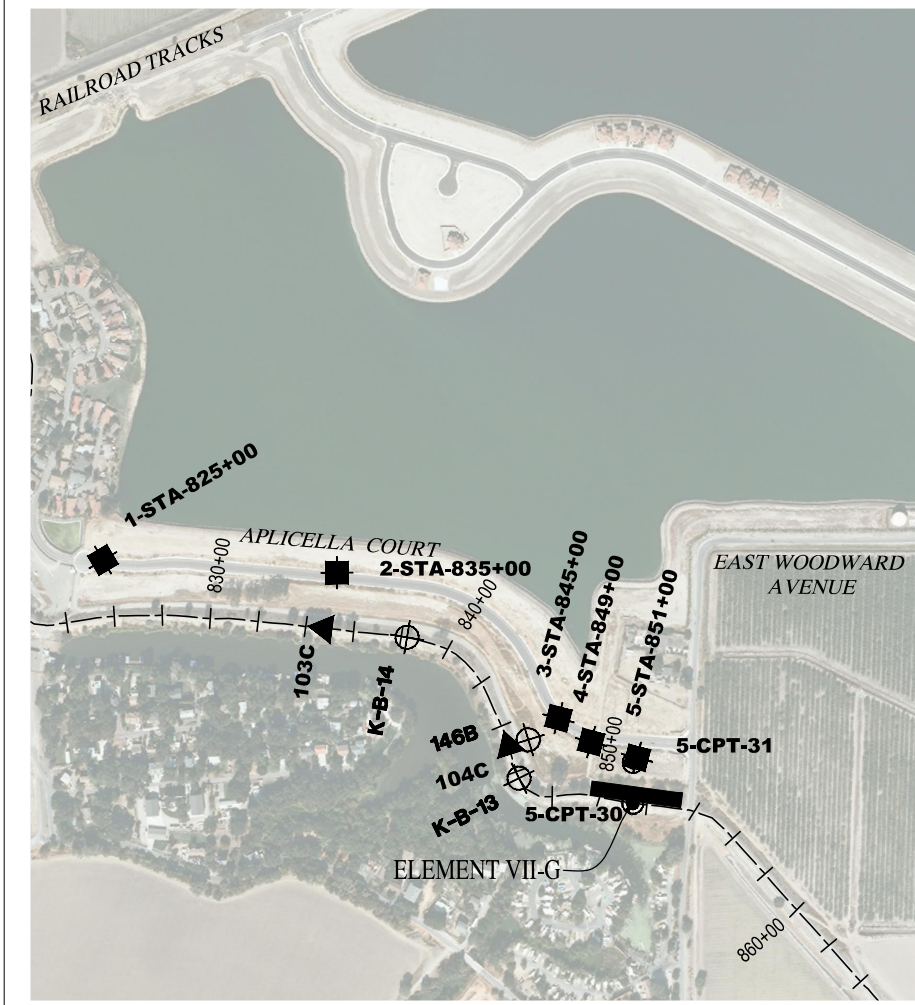 RAILROAD TRACKS
1-STA-825+00
830+00
APLICELLA COURT
2-STA-835+00
840+00
3-STA-845+00
4-STA-849+00
5-STA-851+00
EAST WOODWARD
AVENUE
103C
K-B-14
146B
104C
K-B-13
850+00
5-CPT-31
5-CPT-30
ELEMENT VII-G
860+00